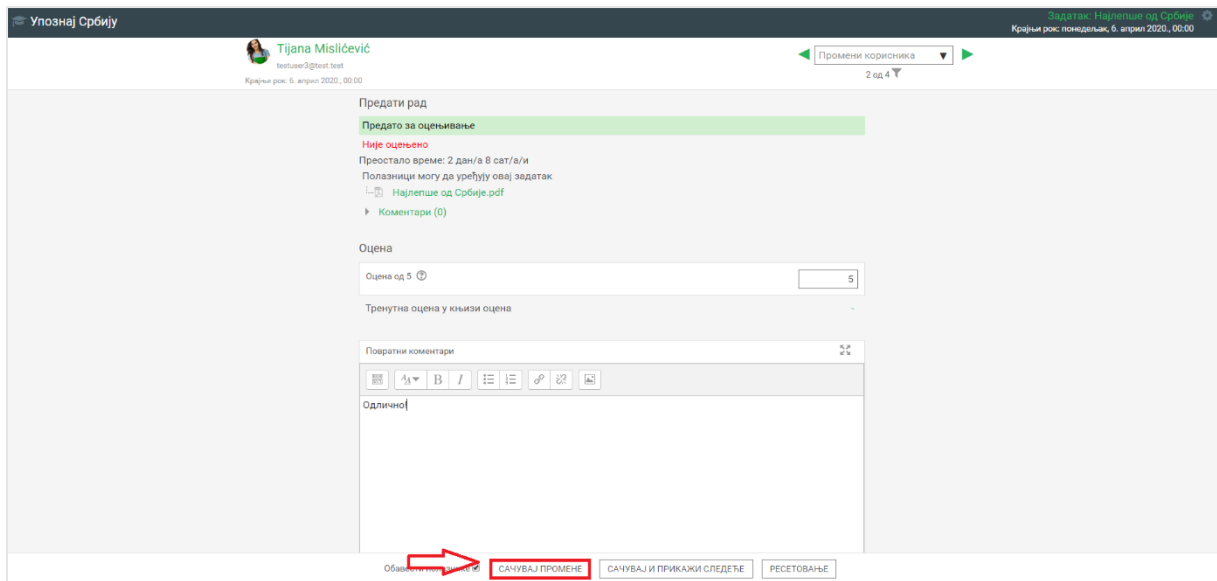 Упознај Србију
Задатак: Најлепше од Србије
Крајњи рок: понедељак, 6. април 2020., 00:00
Tijana Mislićević
testuser3@test.test
Крајњи рок: 6. април 2020., 00:00
Промени корисника
2 од 4
Предати рад
Предато за оцењивање
Није оцењено
Преостало време: 2 дан/а 8 сат/а/и
Полазници могу да уређују овај задатак
Најлепше од Србије.pdf
Коментари (0)
Оцена
Оцена од 5
5
Тренутна оцена у књизи оцена
-
Повратни коментари
B I
Одлично!
САЧУВАЈ ПРОМЕНЕ САЧУВАЈ И ПРИКАЖИ СЛЕДЕЋЕ РЕСЕТОВАЊЕ